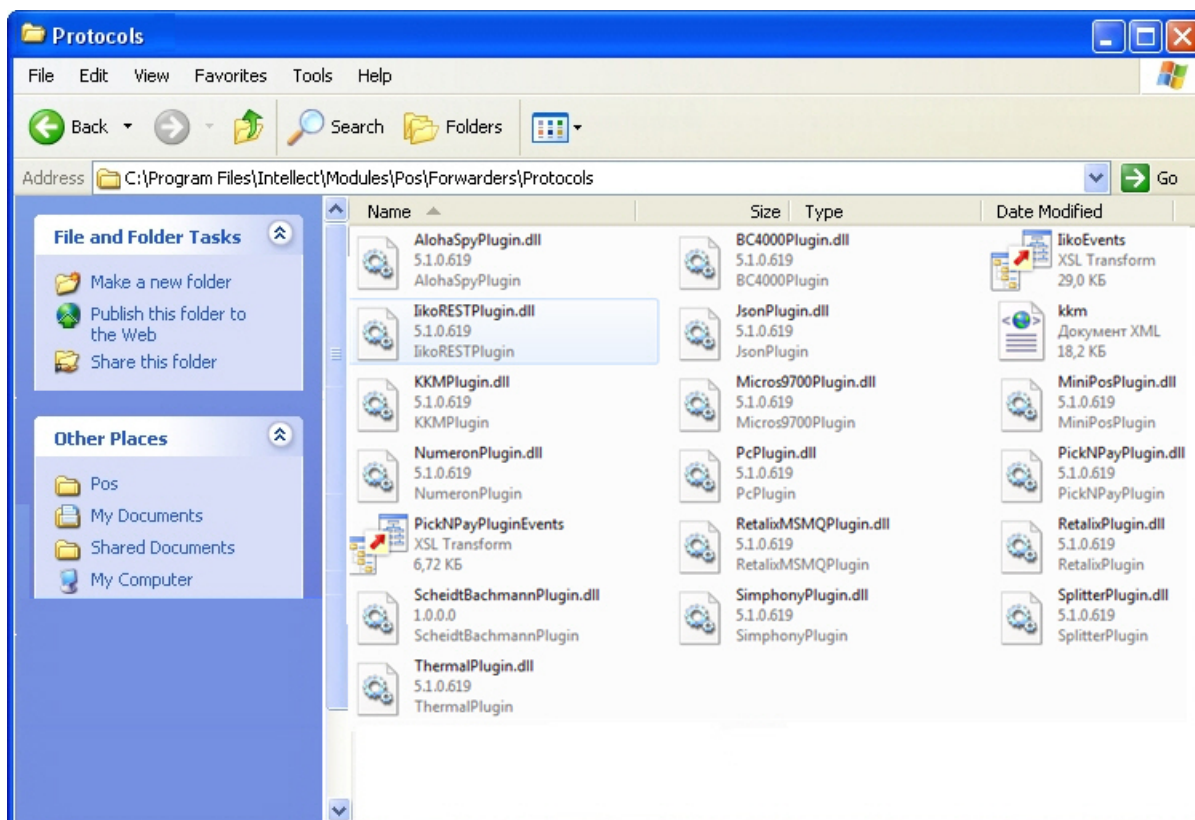 Protocols
File Edit View Favorites Tools Help
Back Search Folders
Address C:\Program Files\Intellect\Modules\Pos\Forwarders\Protocols Go
File and Folder Tasks
Make a new folder
Publish this folder to
the Web
Share this folder
Other Places
Pos
My Documents
Shared Documents
My Computer
Name Size Type Date Modified
AlohaSpyPlugin.dll
5.1.0.619
AlohaSpyPlugin
BC4000Plugin.dll
5.1.0.619
BC4000Plugin
IikoEvents
XSL Transform
29,0 КБ
IikoRESTPlugin.dll
5.1.0.619
IikoRESTPlugin
JsonPlugin.dll
5.1.0.619
JsonPlugin
kkm
Документ XML
18,2 КБ
KKMPlugin.dll
5.1.0.619
KKMPlugin
Micros9700Plugin.dll
5.1.0.619
Micros9700Plugin
MiniPosPlugin.dll
5.1.0.619
MiniPosPlugin
NumeronPlugin.dll
5.1.0.619
NumeronPlugin
PcPlugin.dll
5.1.0.619
PcPlugin
PickNPayPlugin.dll
5.1.0.619
PickNPayPlugin
PickNPayPluginEvents
XSL Transform
6,72 КБ
RetalixMSMQPlugin.dll
5.1.0.619
RetalixMSMQPlugin
RetalixPlugin.dll
5.1.0.619
RetalixPlugin
ScheidtBachmannPlugin.dll
1.0.0.0
ScheidtBachmannPlugin
SimphonyPlugin.dll
5.1.0.619
SimphonyPlugin
SplitterPlugin.dll
5.1.0.619
SplitterPlugin
ThermalPlugin.dll
5.1.0.619
ThermalPlugin